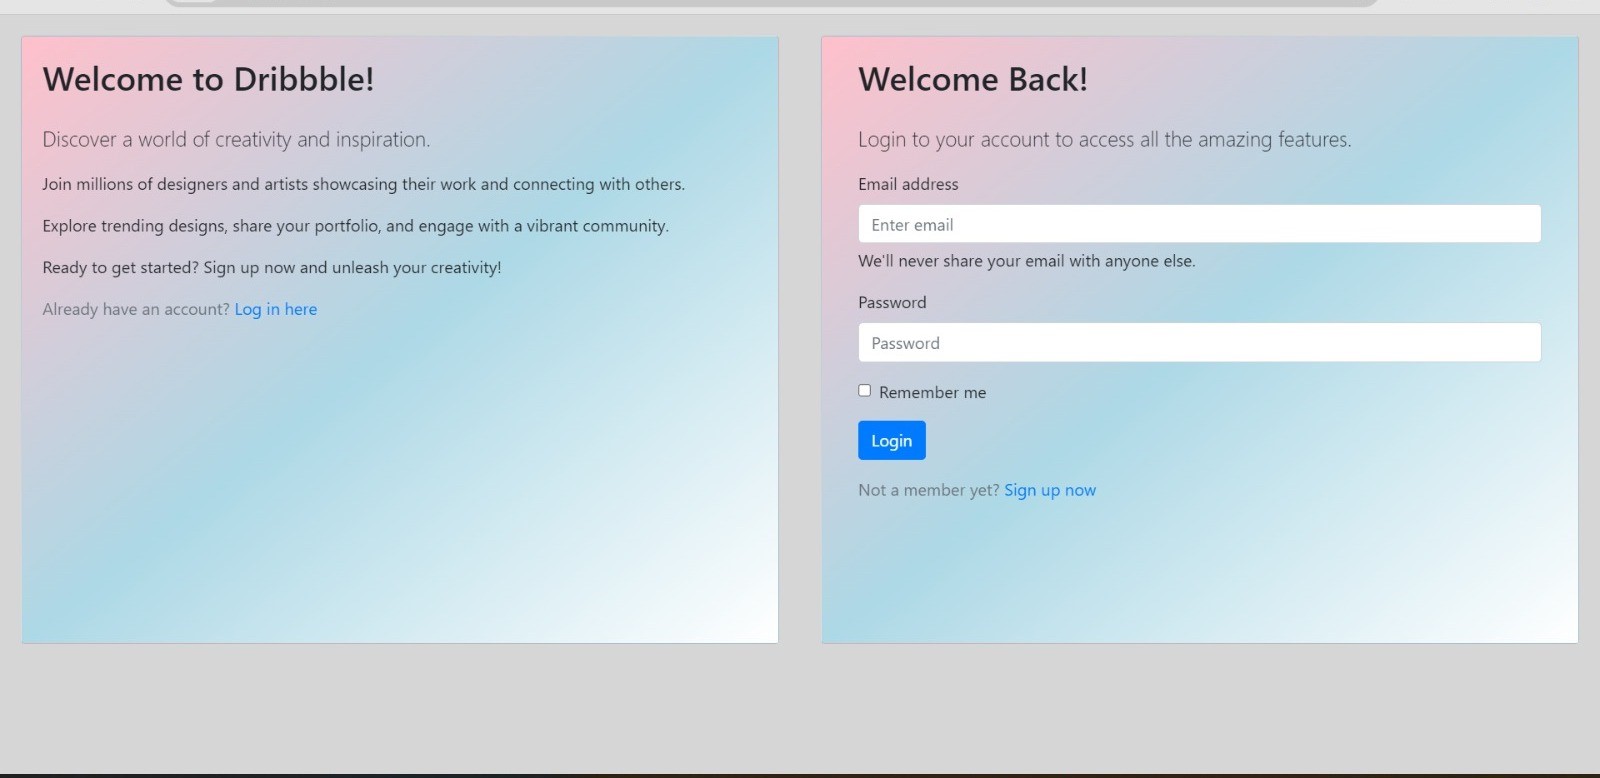 Welcome to Dribbble!
Discover a world of creativity and inspiration.
Join millions of designers and artists showcasing their work and connecting with others.
Explore trending designs, share your portfolio, and engage with a vibrant community.
Ready to get started? Sign up now and unleash your creativity!
Already have an account? Log in here
Welcome Back!
Login to your account to access all the amazing features.
Email address
Enter email
We'll never share your email with anyone else.
Password
Password
Remember me
Login
Not a member yet? Sign up now